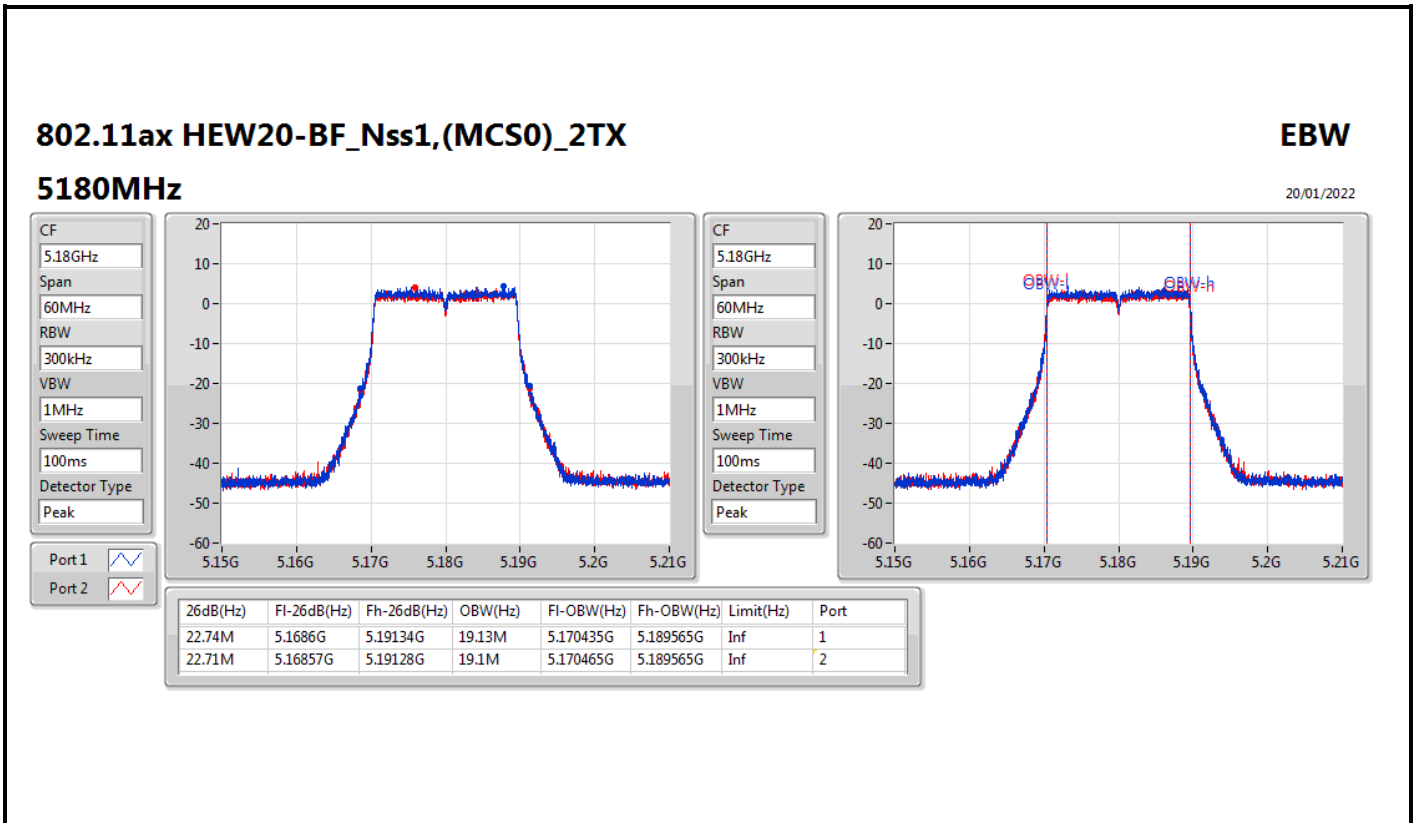 802.11ax HEW20-BF_Nss1,(MCS0)_2TX
EBW
5180MHz
20/01/2022
CF
5.18GHz
Span
60MHz
RBW
300kHz
VBW
1MHz
Sweep Time
100ms
Detector Type
Peak
Port 1
Port 2
20
10
0
-10
-20
-30
-40
-50
-60
5.15G 5.16G 5.17G 5.18G 5.19G 5.2G 5.21G
CF
5.18GHz
Span
60MHz
RBW
300kHz
VBW
1MHz
Sweep Time
100ms
Detector Type
Peak
20
10
0
-10
-20
-30
-40
-50
-60
OBW-l
OBW-l
OBW-h
OBW-h
5.15G 5.16G 5.17G 5.18G 5.19G 5.2G 5.21G
26dB(Hz) Fl-26dB(Hz) Fh-26dB(Hz) OBW(Hz) Fl-OBW(Hz) Fh-OBW(Hz) Limit(Hz) Port
22.74M 5.1686G 5.19134G 19.13M 5.170435G 5.189565G Inf 1
22.71M 5.16857G 5.19128G 19.1M 5.170465G 5.189565G Inf 2